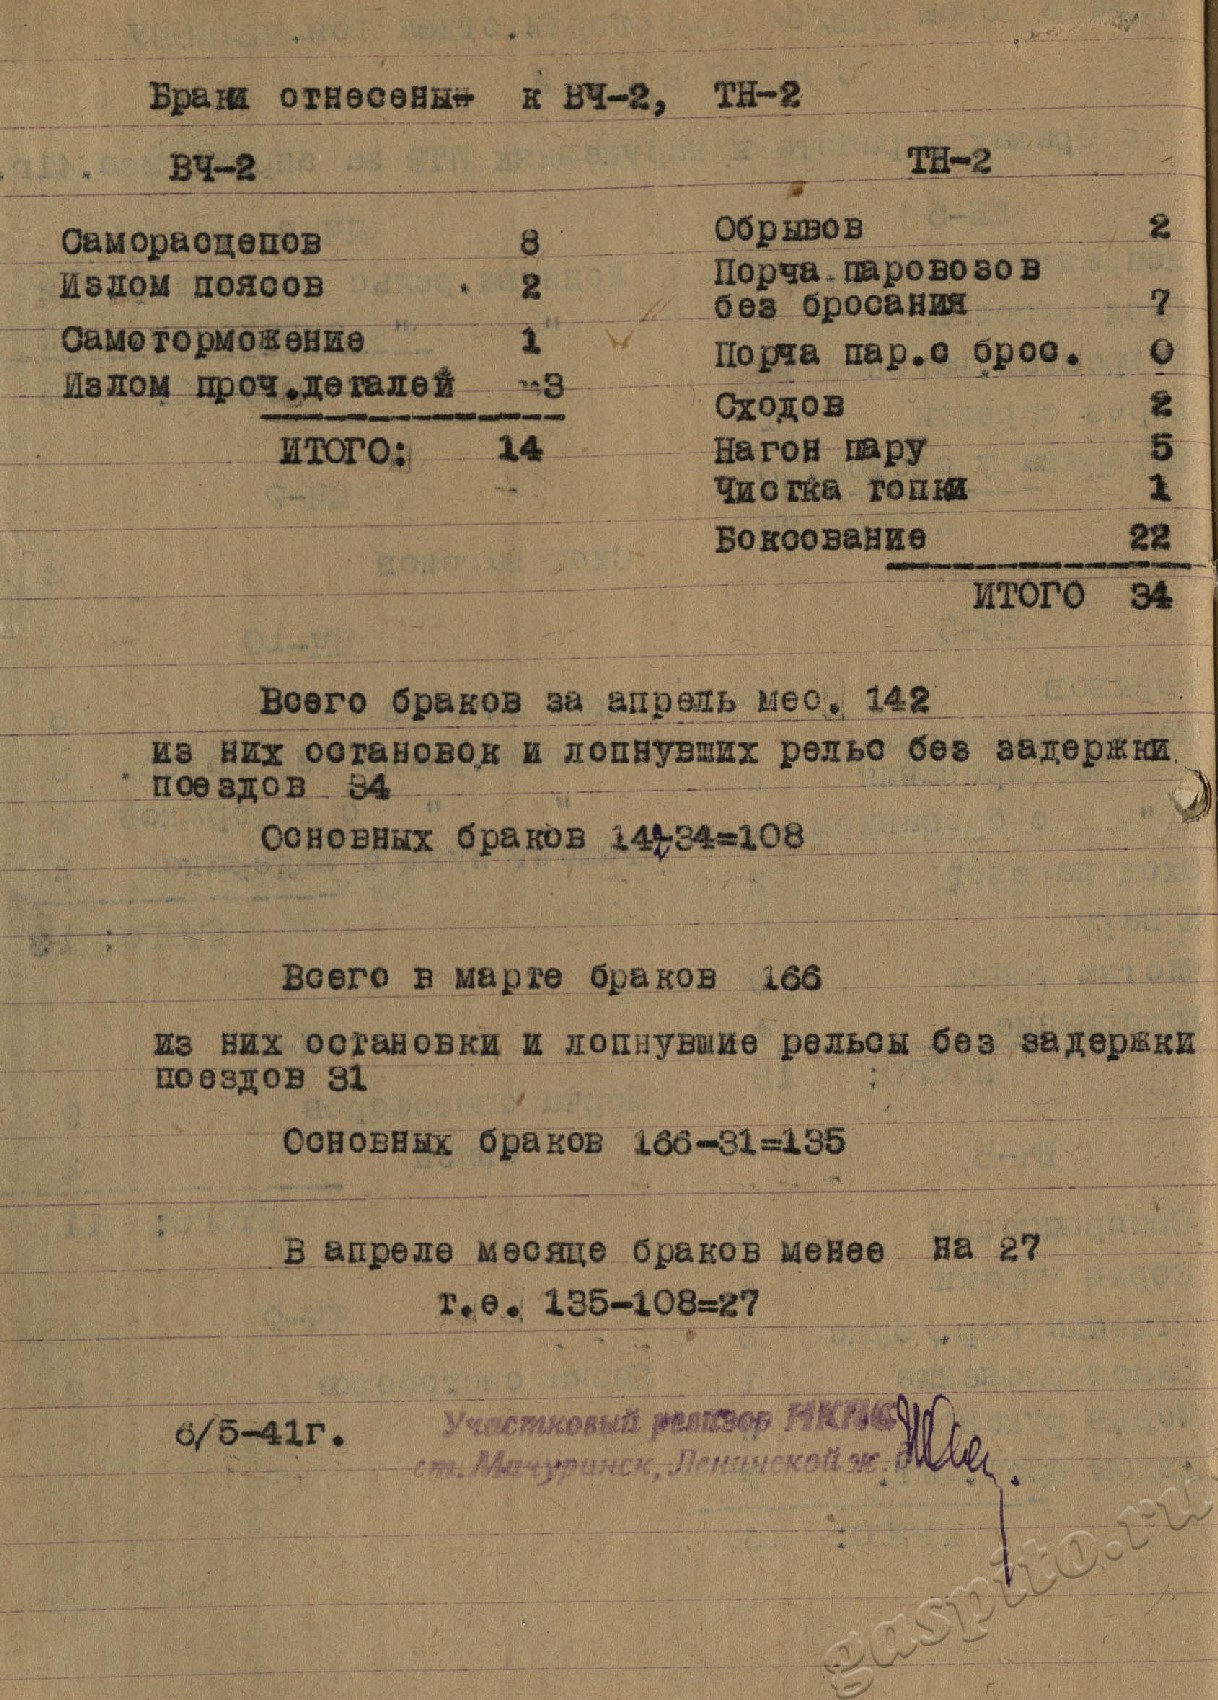 Браки отнесены к ВЧ-2, ТН-2
ВЧ-2
Саморасцепов 8
Излом поясов 2
Самоторможение 1
Излом проч.деталей 3
ИТОГО: 14
ТН-2
Обрывов 2
Порча паровозов
без бросания 7
Порча пар.с брос. 0
Сходов 2
Нагон пару 5
Чистка топки 1
Боксование 22
ИТОГО 34
Всего браков за апрель мес. 142
из них остановок и лопнувших рельс без задержки
поездов 34
Основных браков 142-34=108
Всего в марте браков 166
из них остановки и лопнувшие рельсы без задержки
поездов 31
Основных браков 166-31=135
В апреле месяце браков менее на 27
т.е. 135-108=27
6/5-41г.
Участковый ревизор НКПС
ст. Мичуринск, Ленинской ж. д.
gaspito.ru